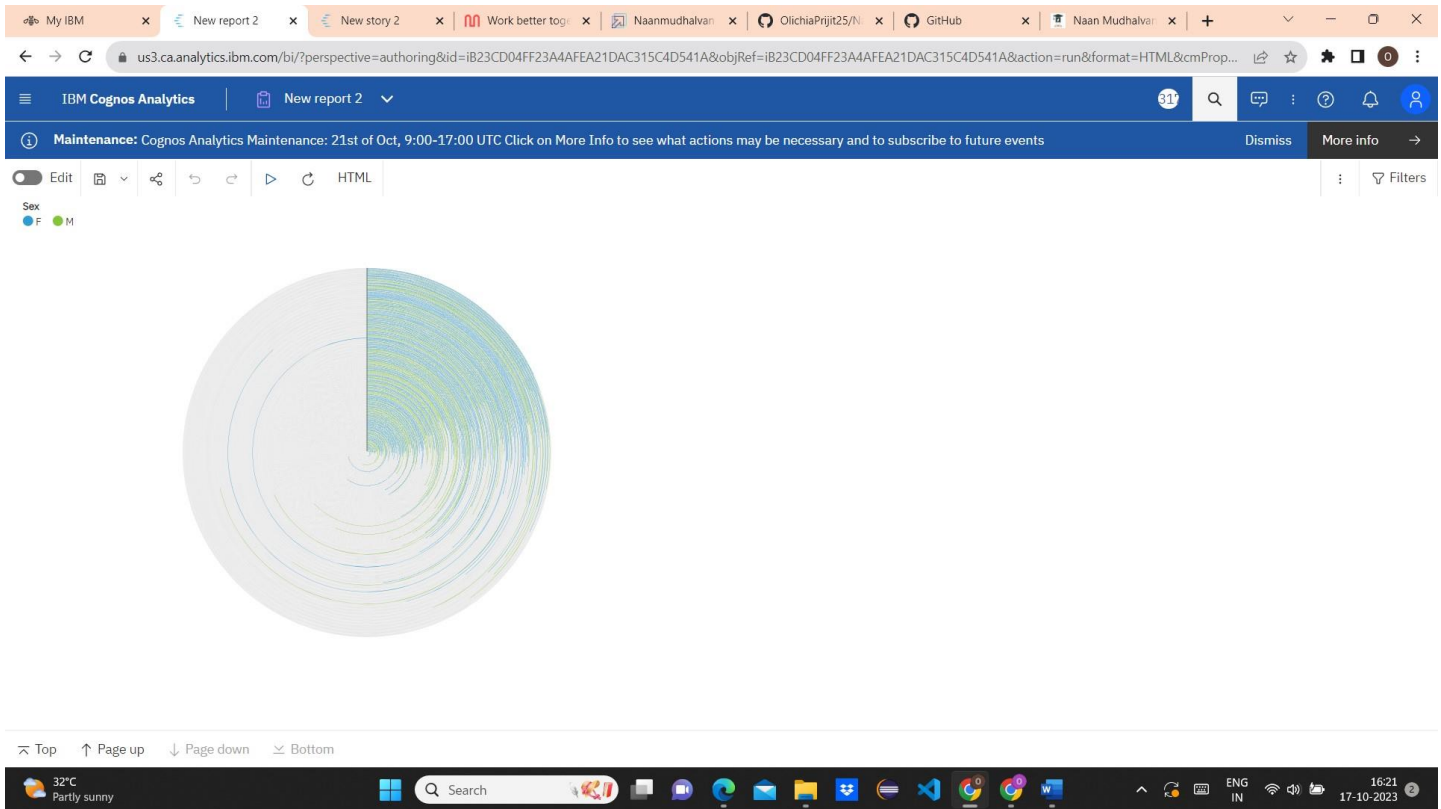 My IBM New report 2 New story 2 Work better toge Naanmudhalvan OlichiaPrijit25/N GitHub Naan Mudhalvan
us3.ca.analytics.ibm.com/bi/?perspective=authoring&id=iB23CD04FF23A4AFEA21DAC315C4D541A&objRef=iB23CD04FF23A4AFEA21DAC315C4D541A&action=run&format=HTML&cmProp... O
IBM Cognos Analytics New report 2 317
Maintenance: Cognos Analytics Maintenance: 21st of Oct, 9:00-17:00 UTC Click on More Info to see what actions may be necessary and to subscribe to future events Dismiss More info
Edit HTML Filters
Sex
F M
Top Page up Page down Bottom
32°C
Partly sunny
Search
ENG
IN
16:21
17-10-2023
2